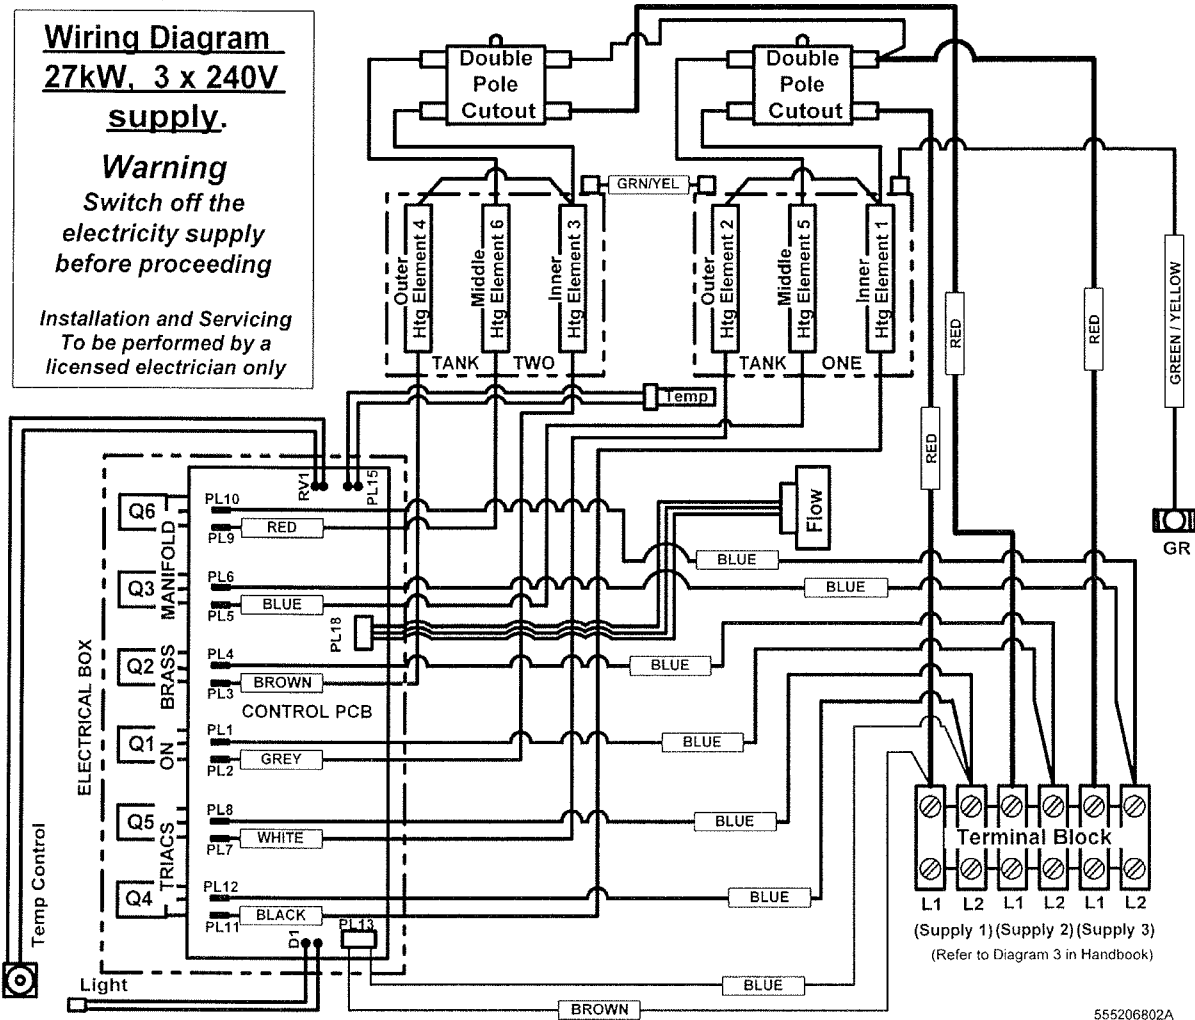 Wiring Diagram
27kW, 3 x 240V
supply.
Warning
Switch off the
electricity supply
before proceeding
Installation and Servicing
To be performed by a
licensed electrician only
Double
Pole
Cutout
Double
Pole
Cutout
GRN/YEL
Outer
Htg Element 4
Middle
Htg Element 6
Inner
Htg Element 3
TANK TWO
Outer
Htg Element 2
Middle
Htg Element 5
Inner
Htg Element 1
TANK ONE
RED
RED
RED
GREEN / YELLOW
GR
Temp
Flow
RV1
PL15
ELECTRICAL BOX
TRIACS ON BRASS MANIFOLD
Q6
Q3
Q2
Q1
Q5
Q4
PL10
PL9
RED
PL6
PL5
BLUE
PL18
PL4
PL3
BROWN
CONTROL PCB
PL1
PL2
GREY
PL8
PL7
WHITE
PL12
PL11
BLACK
D1
PL13
BLUE
BLUE
BLUE
BLUE
BLUE
BLUE
BLUE
BROWN
Temp Control
Light
Terminal Block
L1 L2 L1 L2 L1 L2
(Supply 1) (Supply 2) (Supply 3)
(Refer to Diagram 3 in Handbook)
555206802A